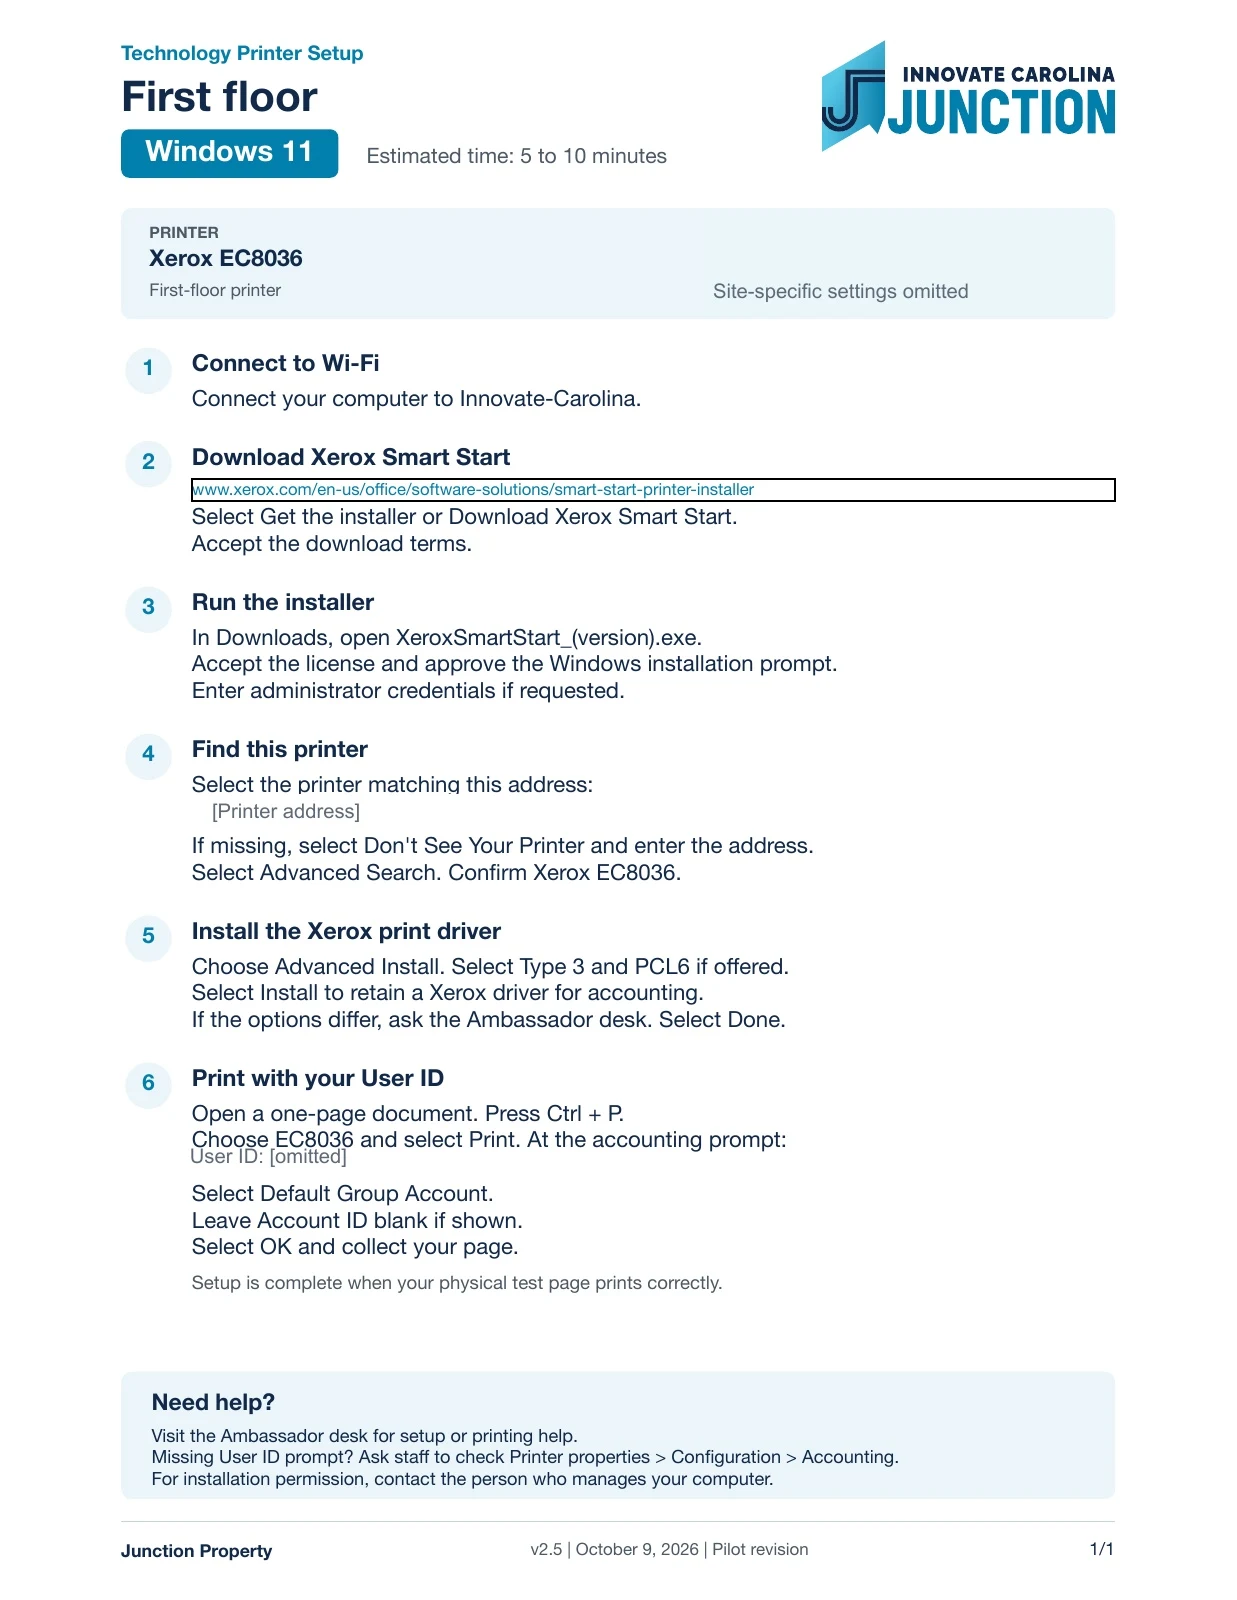 Technology Printer Setup
First floor
Windows 11
Estimated time: 5 to 10 minutes
INNOVATE CAROLINA
JUNCTION
PRINTER
Xerox EC8036
First-floor printer
Site-specific settings omitted
1
Connect to Wi-Fi
Connect your computer to Innovate-Carolina.
2
Download Xerox Smart Start
www.xerox.com/en-us/office/software-solutions/smart-start-printer-installer
Select Get the installer or Download Xerox Smart Start.
Accept the download terms.
3
Run the installer
In Downloads, open XeroxSmartStart_(version).exe.
Accept the license and approve the Windows installation prompt.
Enter administrator credentials if requested.
4
Find this printer
Select the printer matching this address:
[Printer address]
If missing, select Don't See Your Printer and enter the address.
Select Advanced Search. Confirm Xerox EC8036.
5
Install the Xerox print driver
Choose Advanced Install. Select Type 3 and PCL6 if offered.
Select Install to retain a Xerox driver for accounting.
If the options differ, ask the Ambassador desk. Select Done.
6
Print with your User ID
Open a one-page document. Press Ctrl + P.
Choose EC8036 and select Print. At the accounting prompt:
User ID: [omitted]
Select Default Group Account.
Leave Account ID blank if shown.
Select OK and collect your page.
Setup is complete when your physical test page prints correctly.
Need help?
Visit the Ambassador desk for setup or printing help.
Missing User ID prompt? Ask staff to check Printer properties > Configuration > Accounting.
For installation permission, contact the person who manages your computer.
Junction Property
v2.5 | October 9, 2026 | Pilot revision
1/1